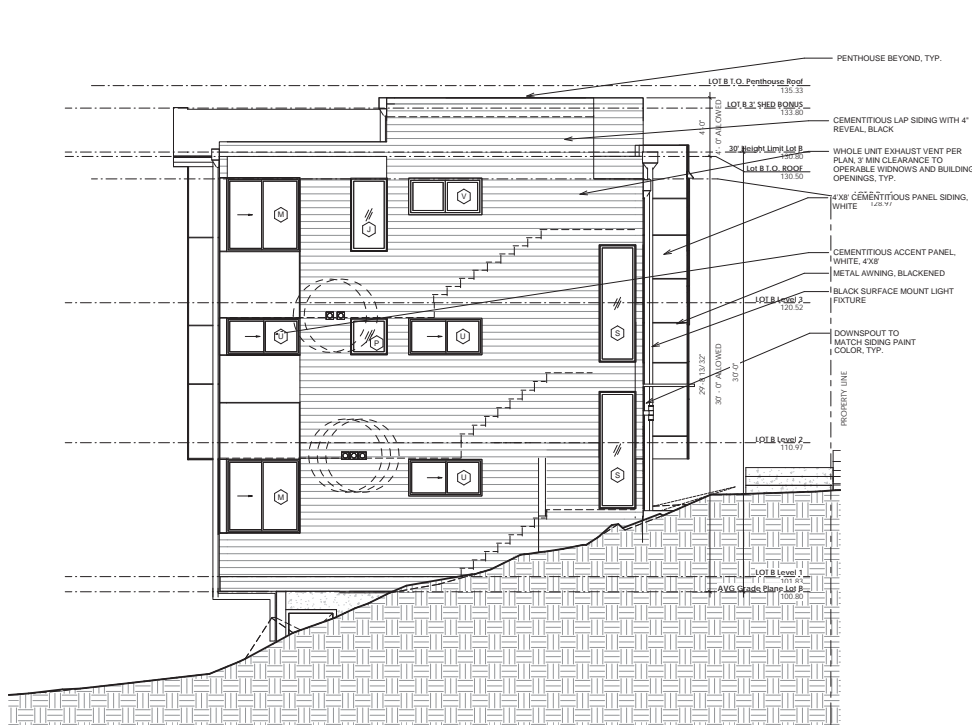 PENTHOUSE BEYOND, TYP.
LOT B T.O. Penthouse Roof
135.33
LOT B 3' SHED BONUS
133.80
CEMENTITIOUS LAP SIDING WITH 4"
REVEAL, BLACK
4'-0"
4'- 0" ALLOWED
30' Height Limit Lot B
130.80
WHOLE UNIT EXHAUST VENT PER
PLAN, 3' MIN CLEARANCE TO
OPERABLE WIDNOWS AND BUILDING
OPENINGS, TYP.
Lot B T.O. ROOF
130.50
4'X8' CEMENTITIOUS PANEL SIDING,
WHITE
128.97
M
J
V
CEMENTITIOUS ACCENT PANEL,
WHITE, 4'X8'
METAL AWNING, BLACKENED
BLACK SURFACE MOUNT LIGHT
FIXTURE
LOT B Level 3
120.52
S
U
P
U
DOWNSPOUT TO
MATCH SIDING PAINT
COLOR, TYP.
29'-8 13/32"
30' - 0" ALLOWED
30'-0"
PROPERTY LINE
LOT B Level 2
110.97
M
U
S
LOT B Level 1
101.83
AVG Grade Plane Lot B
100.80